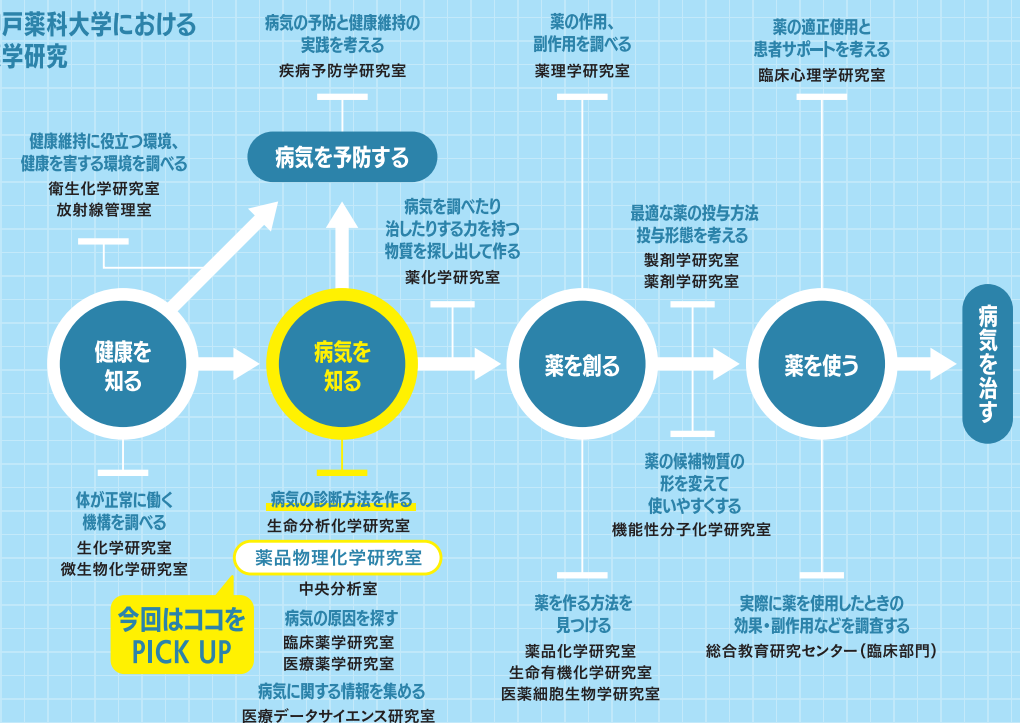 戸薬科大学における
学研究
病気の予防と健康維持の
実践を考える
疾病予防学研究室
薬の作用、
副作用を調べる
薬理学研究室
薬の適正使用と
患者サポートを考える
臨床心理学研究室
健康維持に役立つ環境、
健康を害する環境を調べる
衛生化学研究室
放射線管理室
病気を予防する
病気を調べたり
治したりする力を持つ
物質を探し出して作る
薬化学研究室
最適な薬の投与方法
投与形態を考える
製剤学研究室
薬剤学研究室
健康を
知る
病気を
知る
薬を創る
薬を使う
病気を治す
体が正常に働く
機構を調べる
生化学研究室
微生物化学研究室
病気の診断方法を作る
生命分析化学研究室
薬品物理化学研究室
中央分析室
今回はココを
PICK UP
病気の原因を探す
臨床薬学研究室
医療薬学研究室
病気に関する情報を集める
医療データサイエンス研究室
薬の候補物質の
形を変えて
使いやすくする
機能性分子化学研究室
薬を作る方法を
見つける
薬品化学研究室
生命有機化学研究室
医薬細胞生物学研究室
実際に薬を使用したときの
効果・副作用などを調査する
総合教育研究センター（臨床部門）